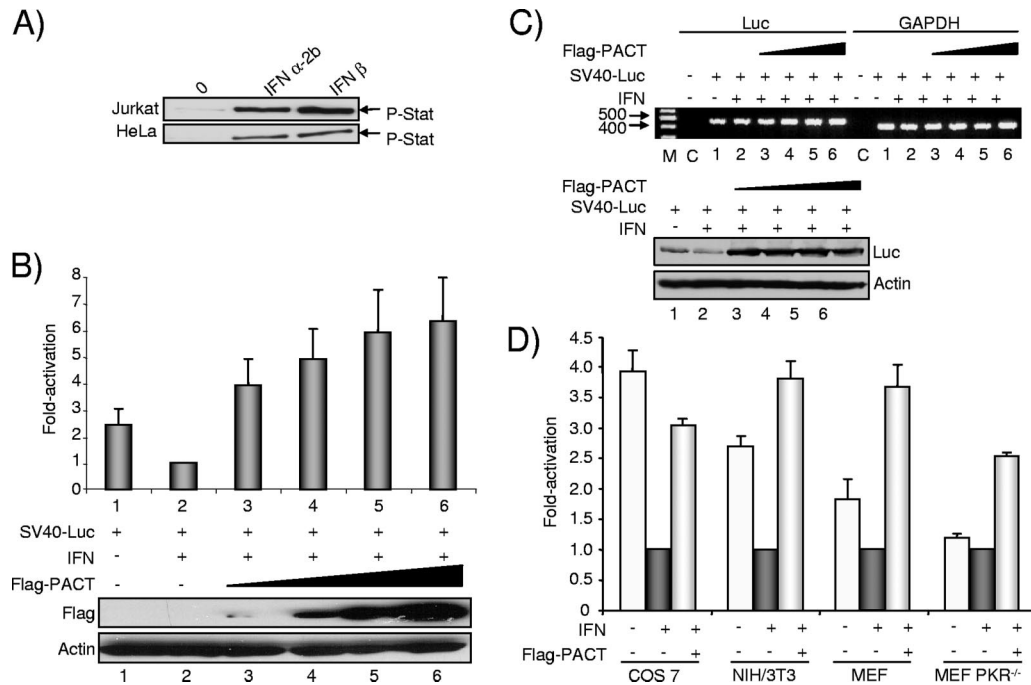 A)
0 IFN α-2b IFN β
Jurkat P-Stat
HeLa P-Stat
B)
Fold-activation
8
7
6
5
4
3
2
1
0
1 2 3 4 5 6
SV40-Luc + + + + + +
IFN - + + + + +
Flag-PACT - -
Flag
Actin
1 2 3 4 5 6
C)
Luc GAPDH
Flag-PACT
SV40-Luc - + + + + + + - + + + + + +
IFN - - + + + + + - - + + + + +
500
400
M C 1 2 3 4 5 6 C 1 2 3 4 5 6
Flag-PACT
SV40-Luc + + + + + +
IFN - + + + + +
Luc
Actin
1 2 3 4 5 6
D)
Fold-activation
4.5
4.0
3.5
3.0
2.5
2.0
1.5
1.0
0.5
0
IFN - + + - + + - + + - + +
Flag-PACT - - + - - + - - + - - +
COS 7 NIH/3T3 MEF MEF PKR-/-